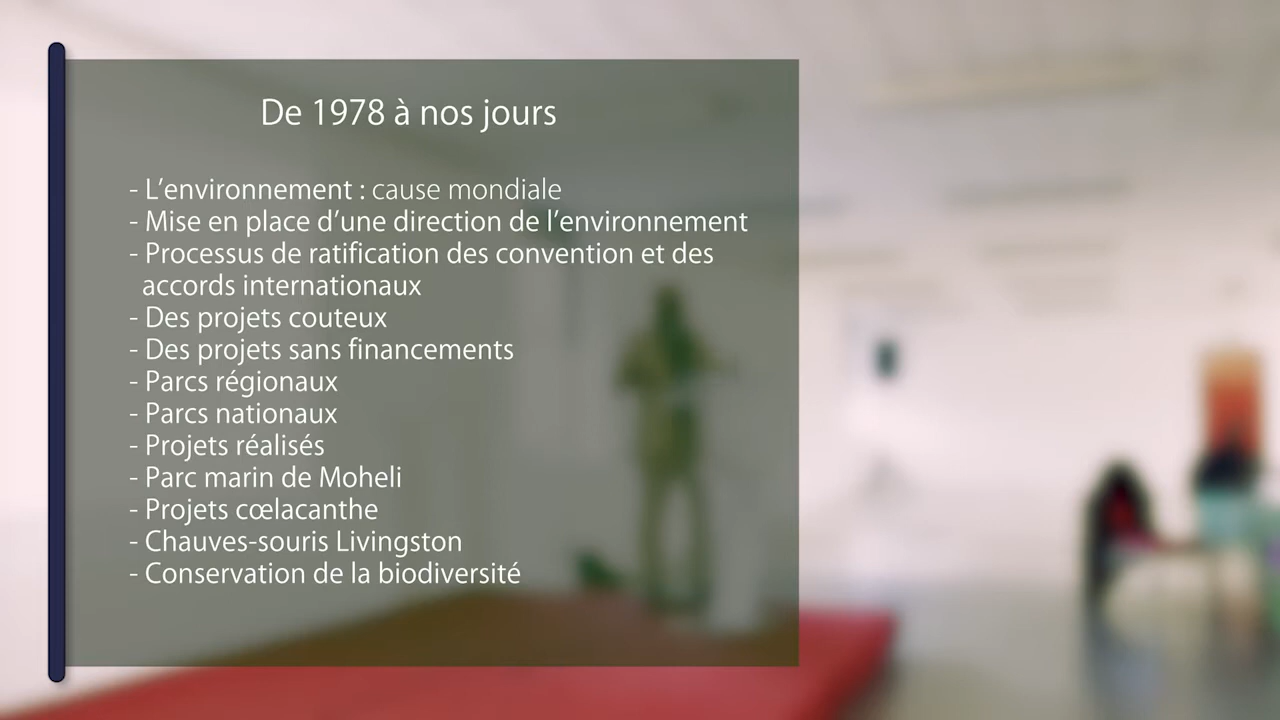 De 1978 à nos jours
- L’environnement : cause mondiale
- Mise en place d’une direction de l’environnement
- Processus de ratification des convention et des
accords internationaux
- Des projets couteux
- Des projets sans financements
- Parcs régionaux
- Parcs nationaux
- Projets réalisés
- Parc marin de Moheli
- Projets cœlacanthe
- Chauves-souris Livingston
- Conservation de la biodiversité